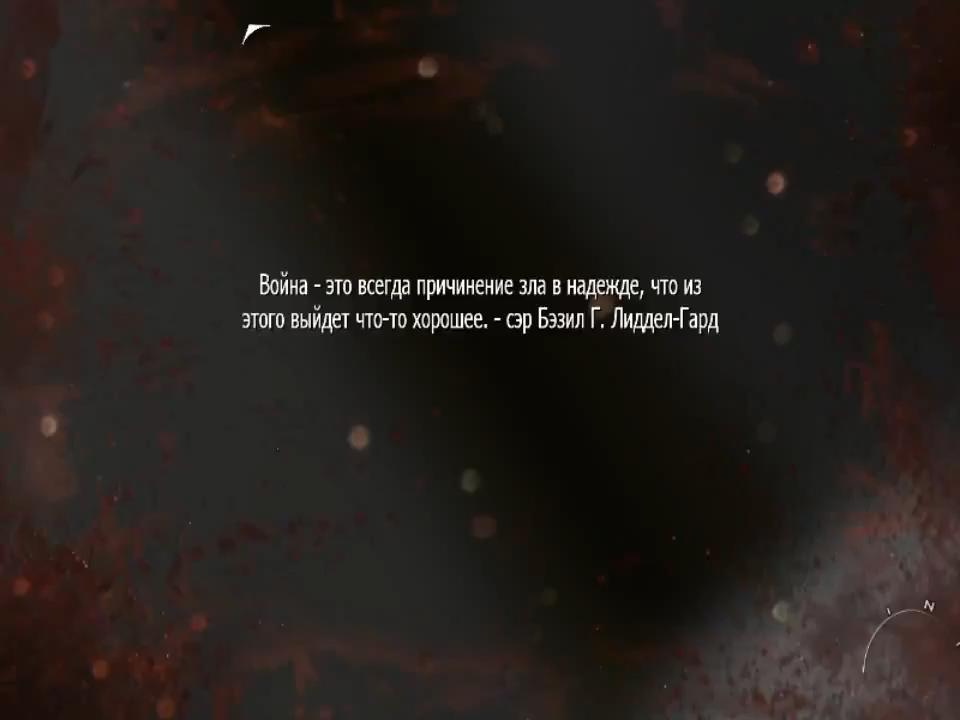 Война - это всегда причинение зла в надежде, что из
этого выйдет что-то хорошее. - сэр Бэзил Г. Лиддел-Гард
N